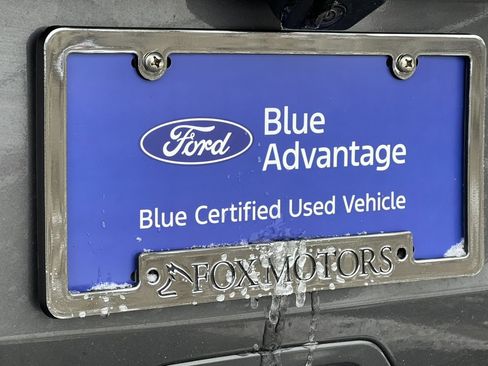 Ford
Blue
Advantage
Blue Certified Used Vehicle
FOX MOTORS